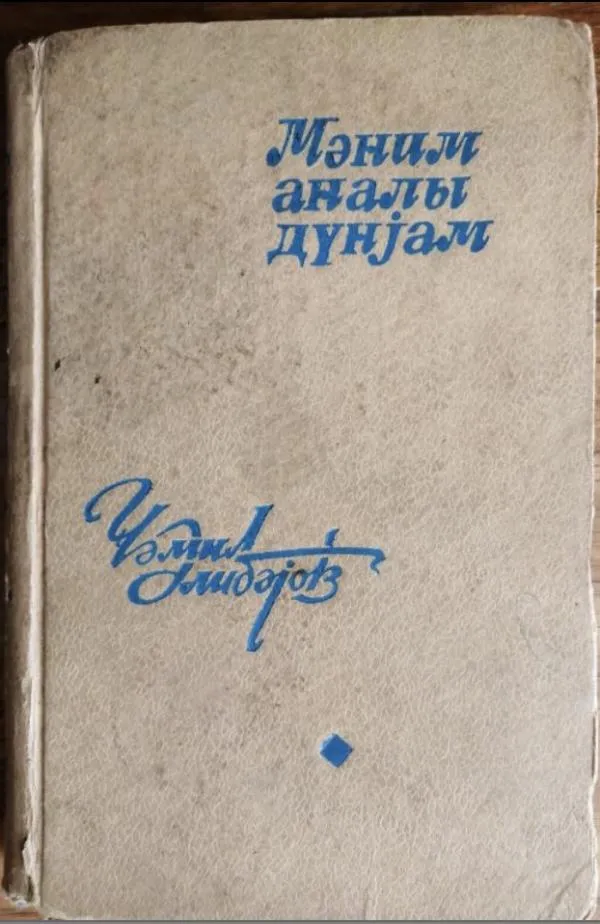 Мәним
аналы
дүнјам
Ҹәмил
Әлибәјов